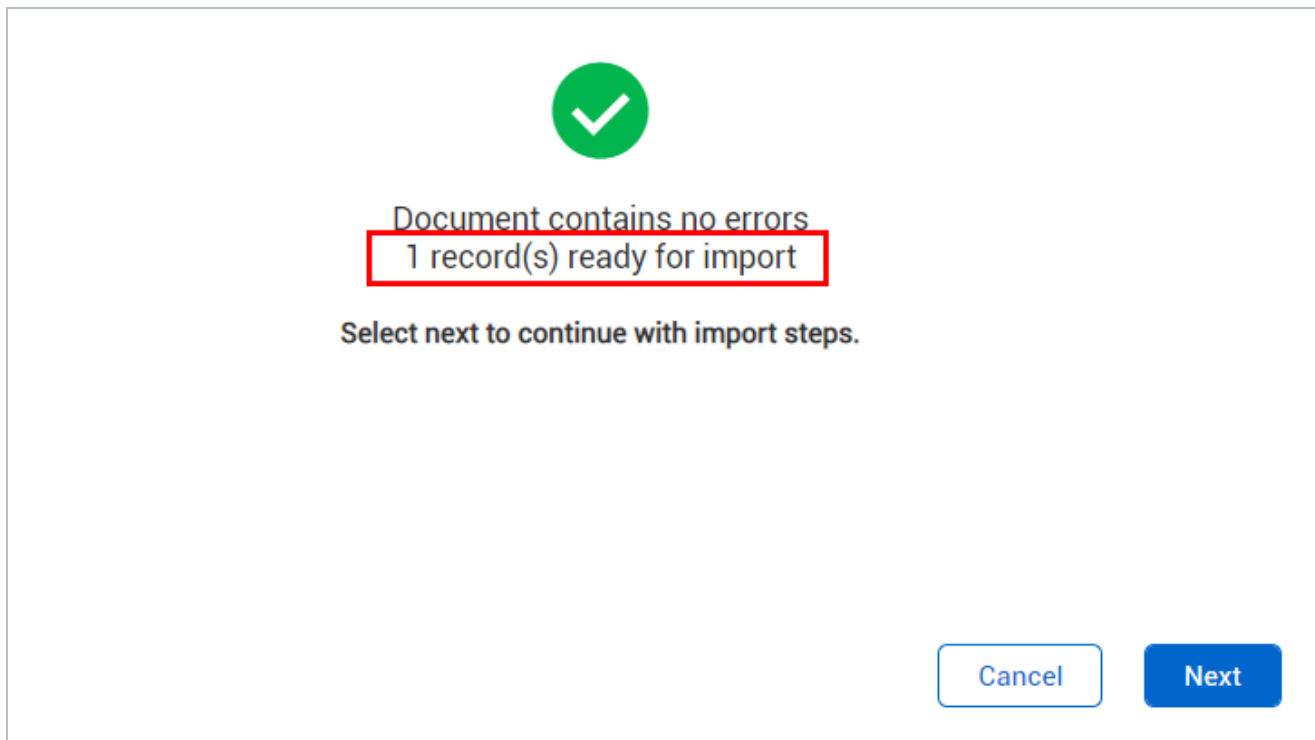 Document contains no errors
1 record(s) ready for import
Select next to continue with import steps.
Cancel
Next